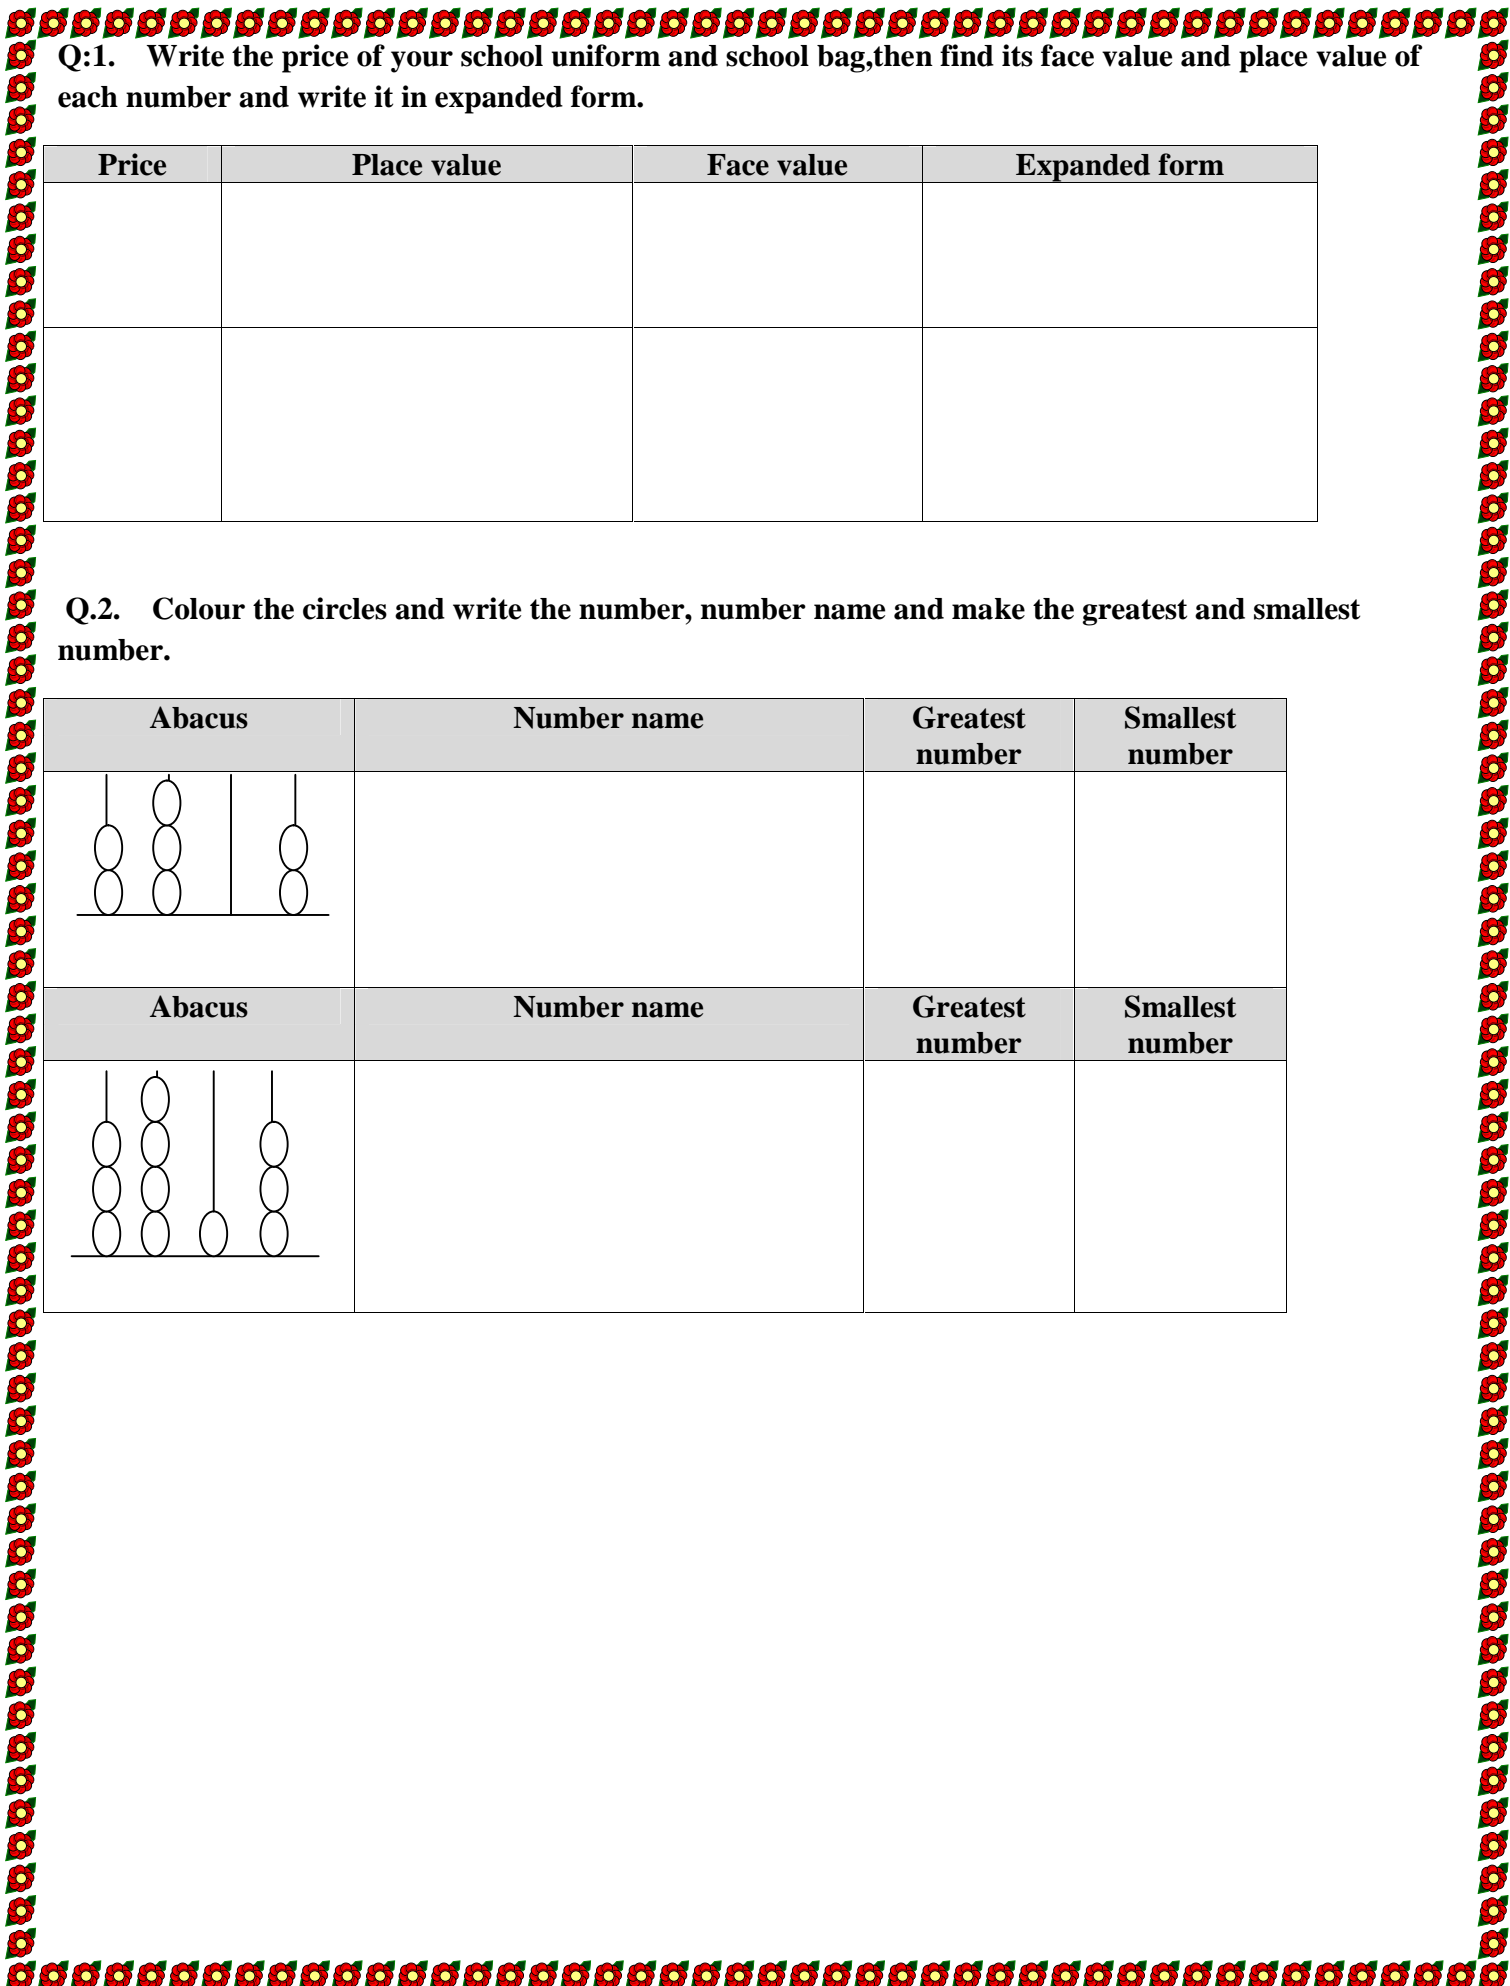 Q:1. Write the price of your school uniform and school bag,then find its face value and place value of
each number and write it in expanded form.
Price Place value Face value Expanded form
Q.2. Colour the circles and write the number, number name and make the greatest and smallest
number.
Abacus Number name Greatest number Smallest number
Abacus Number name Greatest number Smallest number